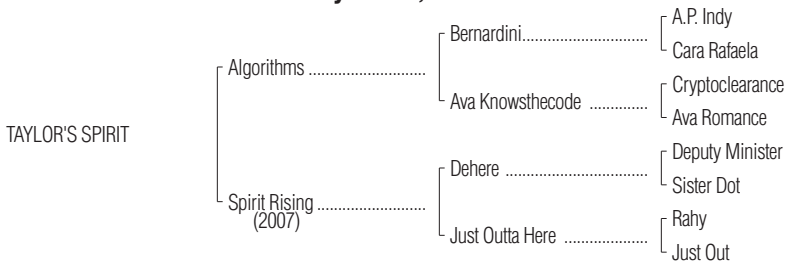 A.P. Indy
Bernardini
Cara Rafaela
Algorithms
Cryptoclearance
Ava Knowsthecode
Ava Romance
TAYLOR'S SPIRIT
Deputy Minister
Dehere
Sister Dot
Spirit Rising
(2007)
Rahy
Just Outta Here
Just Out